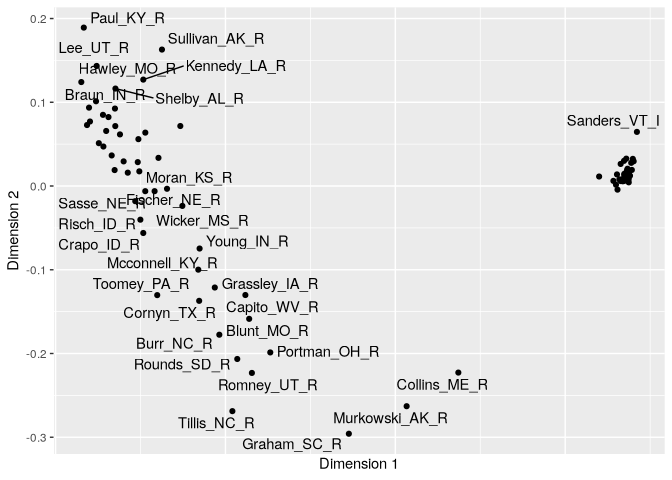 0.2
Paul_KY_R
Sullivan_AK_R
Lee_UT_R
Hawley_MO_R
Kennedy_LA_R
Braun_IN_R
Shelby_AL_R
0.1
Sanders_VT_I
Moran_KS_R
0.0
Sasse_NE_R
Fischer_NE_R
Risch_ID_R
Wicker_MS_R
Crapo_ID_R
Young_IN_R
Mcconnell_KY_R
-0.1
Toomey_PA_R
Grassley_IA_R
Cornyn_TX_R
Capito_WV_R
Burr_NC_R
Blunt_MO_R
-0.2
Rounds_SD_R
Portman_OH_R
Romney_UT_R
Collins_ME_R
Tillis_NC_R
Murkowski_AK_R
-0.3
Graham_SC_R
Dimension 2
Dimension 1